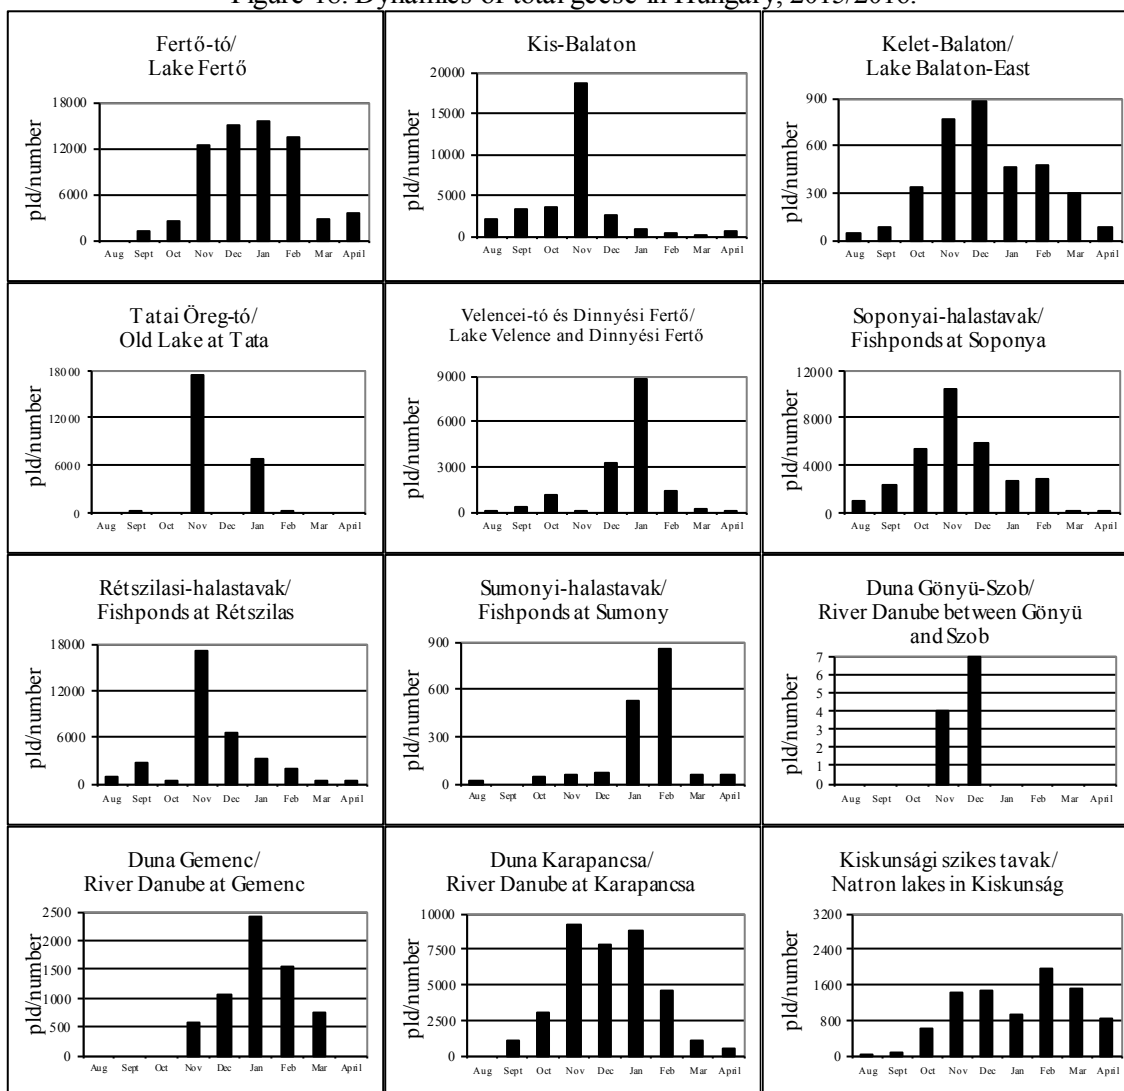 Figure 18. Dynamics of total geese in Hungary, 2015/2016.
Fertő-tó/
Lake Fertő
pld/number
18000
12000
6000
0
Aug Sept Oct Nov Dec Jan Feb Mar April
Kis-Balaton
pld/number
20000
15000
10000
5000
0
Aug Sept Oct Nov Dec Jan Feb Mar April
Kelet-Balaton/
Lake Balaton-East
pld/number
900
600
300
0
Aug Sept Oct Nov Dec Jan Feb Mar April
Tatai Öreg-tó/
Old Lake at Tata
pld/number
18000
12000
6000
0
Aug Sept Oct Nov Dec Jan Feb Mar April
Velencei-tó és Dinnyési Fertő/
Lake Velence and Dinnyési Fertő
pld/number
9000
6000
3000
0
Aug Sept Oct Nov Dec Jan Feb Mar April
Soponyai-halastavak/
Fishponds at Soponya
pld/number
12000
8000
4000
0
Aug Sept Oct Nov Dec Jan Feb Mar April
Rétszilasi-halastavak/
Fishponds at Rétszilas
pld/number
18000
12000
6000
0
Aug Sept Oct Nov Dec Jan Feb Mar April
Sumonyi-halastavak/
Fishponds at Sumony
pld/number
900
600
300
0
Aug Sept Oct Nov Dec Jan Feb Mar April
Duna Gönyü-Szob/
River Danube between Gönyü
and Szob
pld/number
7
6
5
4
3
2
1
0
Aug Sept Oct Nov Dec Jan Feb Mar April
Duna Gemenc/
River Danube at Gemenc
pld/number
2500
2000
1500
1000
500
0
Aug Sept Oct Nov Dec Jan Feb Mar April
Duna Karapancsa/
River Danube at Karapancsa
pld/number
10000
7500
5000
2500
0
Aug Sept Oct Nov Dec Jan Feb Mar April
Kiskunsági szikes tavak/
Natron lakes in Kiskunság
pld/number
3200
2400
1600
800
0
Aug Sept Oct Nov Dec Jan Feb Mar April